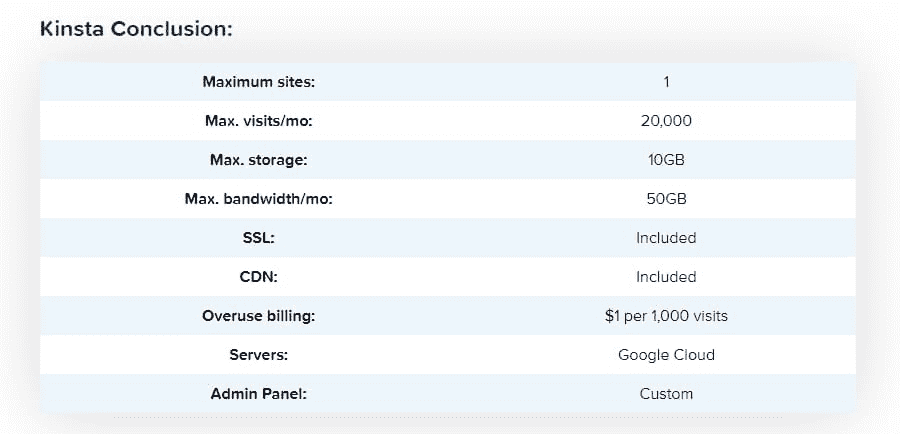 Kinsta Conclusion:
Maximum sites: 1
Max. visits/mo: 20,000
Max. storage: 10GB
Max. bandwidth/mo: 50GB
SSL: Included
CDN: Included
Overuse billing: $1 per 1,000 visits
Servers: Google Cloud
Admin Panel: Custom